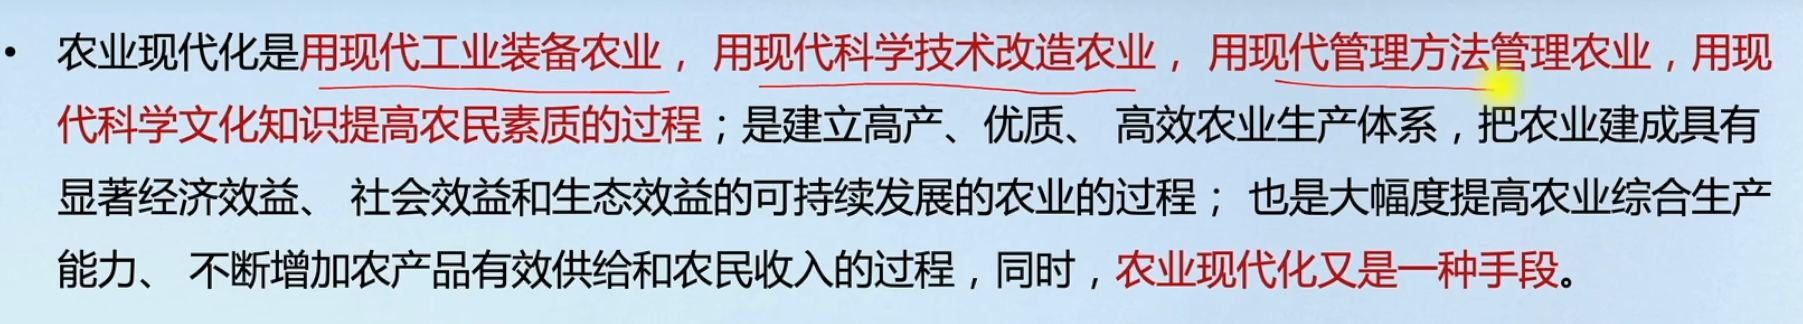 • 农业现代化是用现代工业装备农业， 用现代科学技术改造农业， 用现代管理方法管理农业，用现
代科学文化知识提高农民素质的过程；是建立高产、优质、 高效农业生产体系，把农业建成具有
显著经济效益、 社会效益和生态效益的可持续发展的农业的过程； 也是大幅度提高农业综合生产
能力、 不断增加农产品有效供给和农民收入的过程，同时，农业现代化又是一种手段。